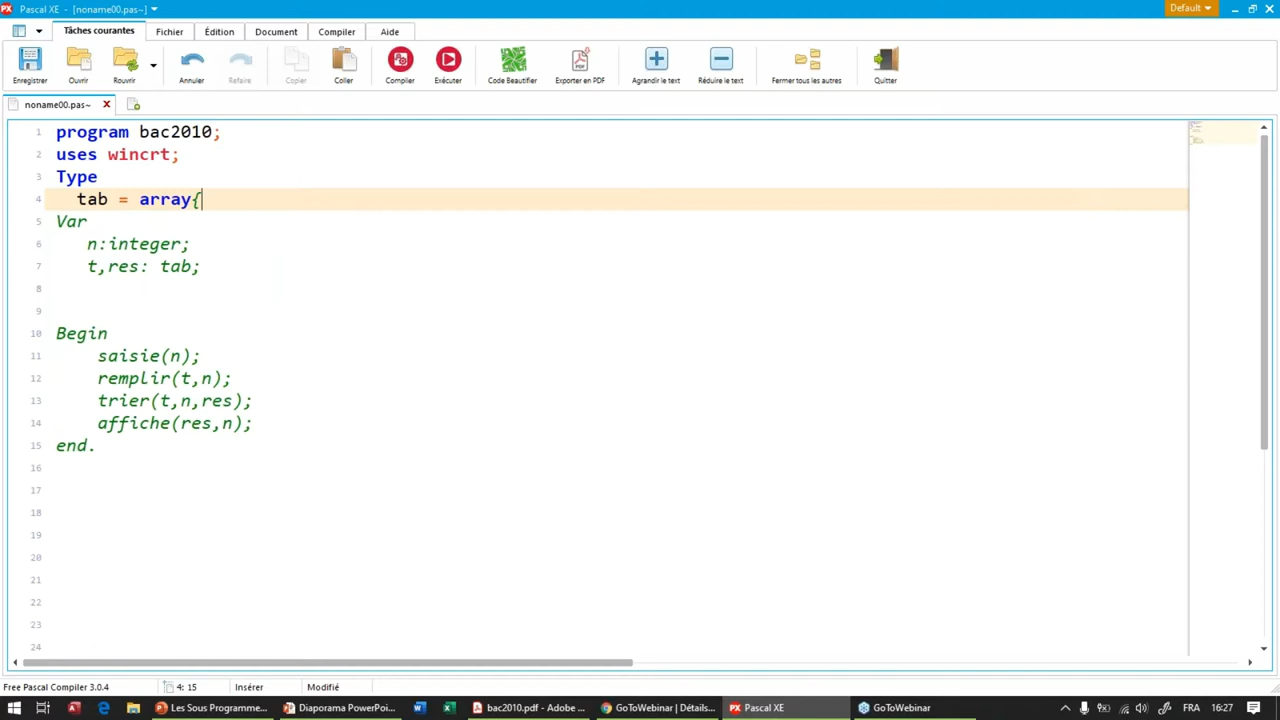 Pascal XE - [noname00.pas~]
Default
Tâches courantes Fichier Édition Document Compiler Aide
Enregistrer Ouvrir Rouvrir Annuler Refaire Copier Coller Compiler Exécuter Code Beautifier Exporter en PDF Agrandir le text Réduire le text Fermer tous les autres Quitter
noname00.pas~
1 program bac2010;
2 uses wincrt;
3 Type
4 tab = array{
5 Var
6 n:integer;
7 t,res: tab;
8
9
10 Begin
11 saisie(n);
12 remplir(t,n);
13 trier(t,n,res);
14 affiche(res,n);
15 end.
16
17
18
19
20
21
22
23
24
Free Pascal Compiler 3.0.4 4: 15 Insérer Modifié
Les Sous Programme... Diaporama PowerPoi... bac2010.pdf - Adobe ... GoToWebinar | Détails... Pascal XE GoToWebinar FRA 16:27